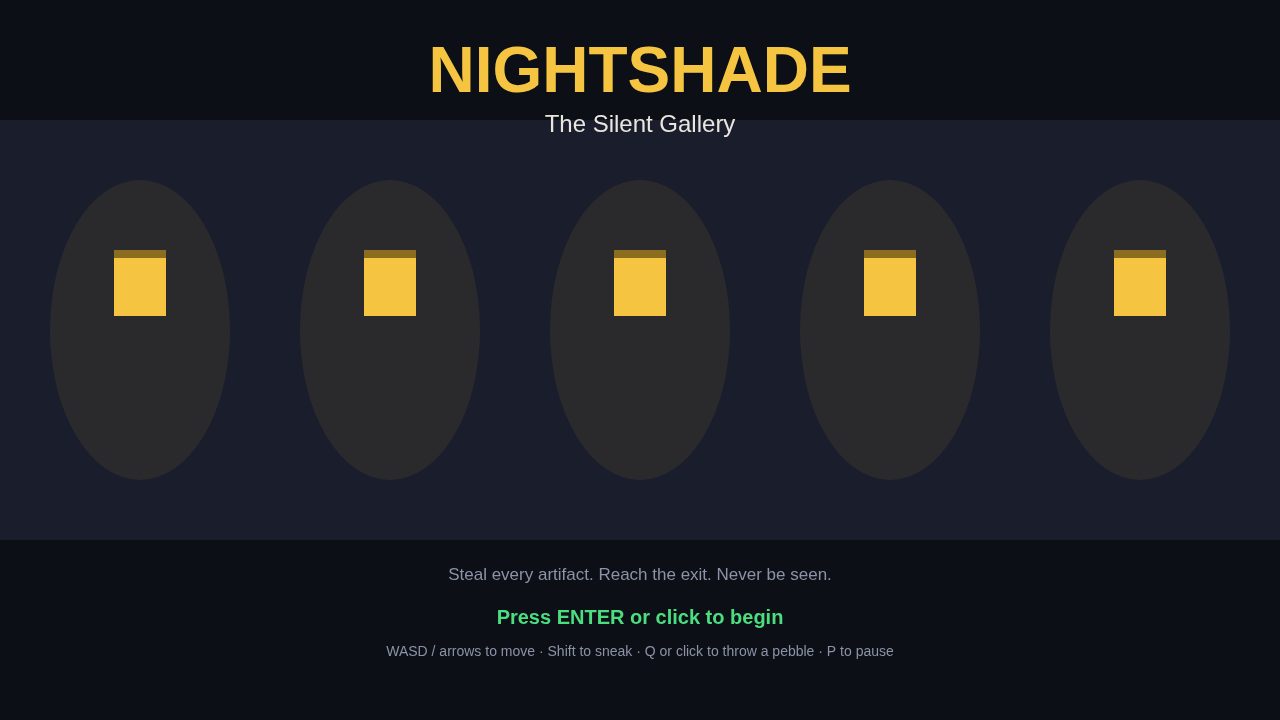 NIGHTSHADE
The Silent Gallery
Steal every artifact. Reach the exit. Never be seen.
Press ENTER or click to begin
WASD / arrows to move · Shift to sneak · Q or click to throw a pebble · P to pause